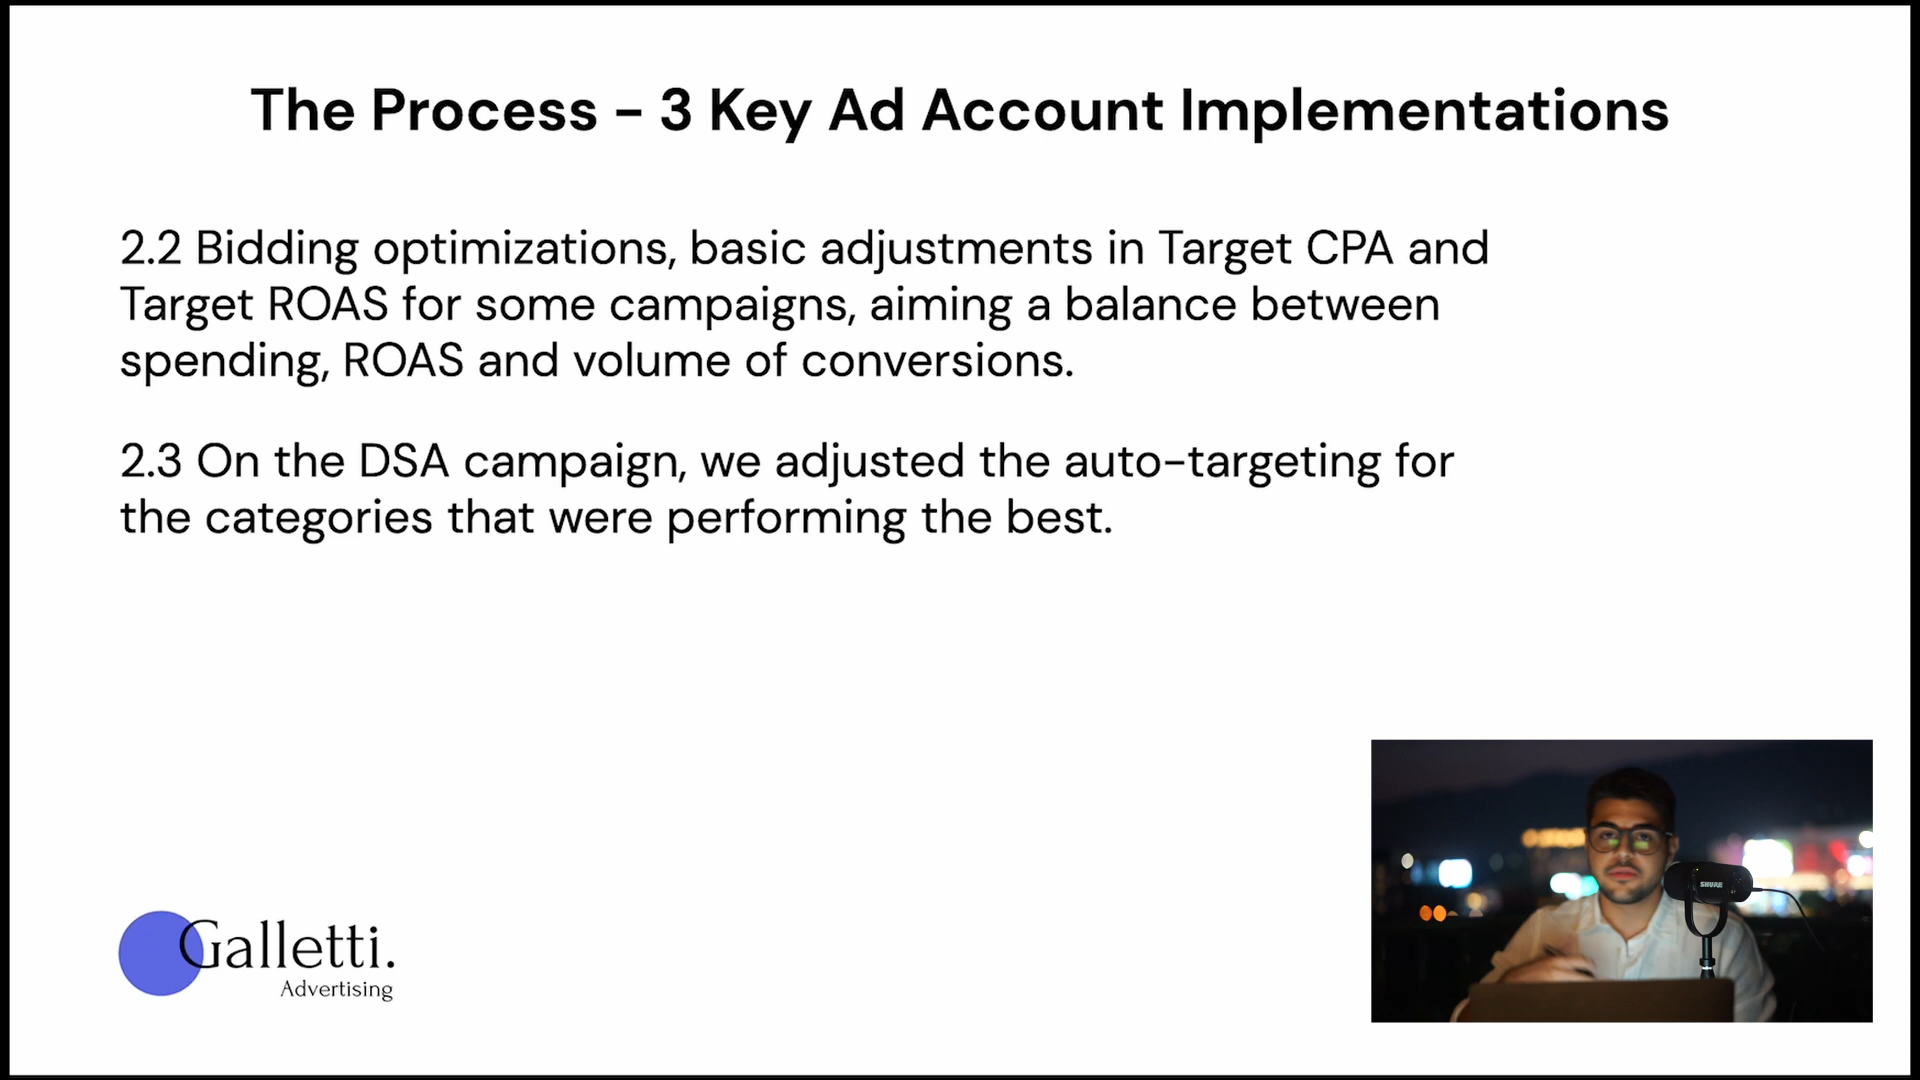 The Process – 3 Key Ad Account Implementations
2.2 Bidding optimizations, basic adjustments in Target CPA and
Target ROAS for some campaigns, aiming a balance between
spending, ROAS and volume of conversions.
2.3 On the DSA campaign, we adjusted the auto-targeting for
the categories that were performing the best.
SHURE
Galletti.
Advertising